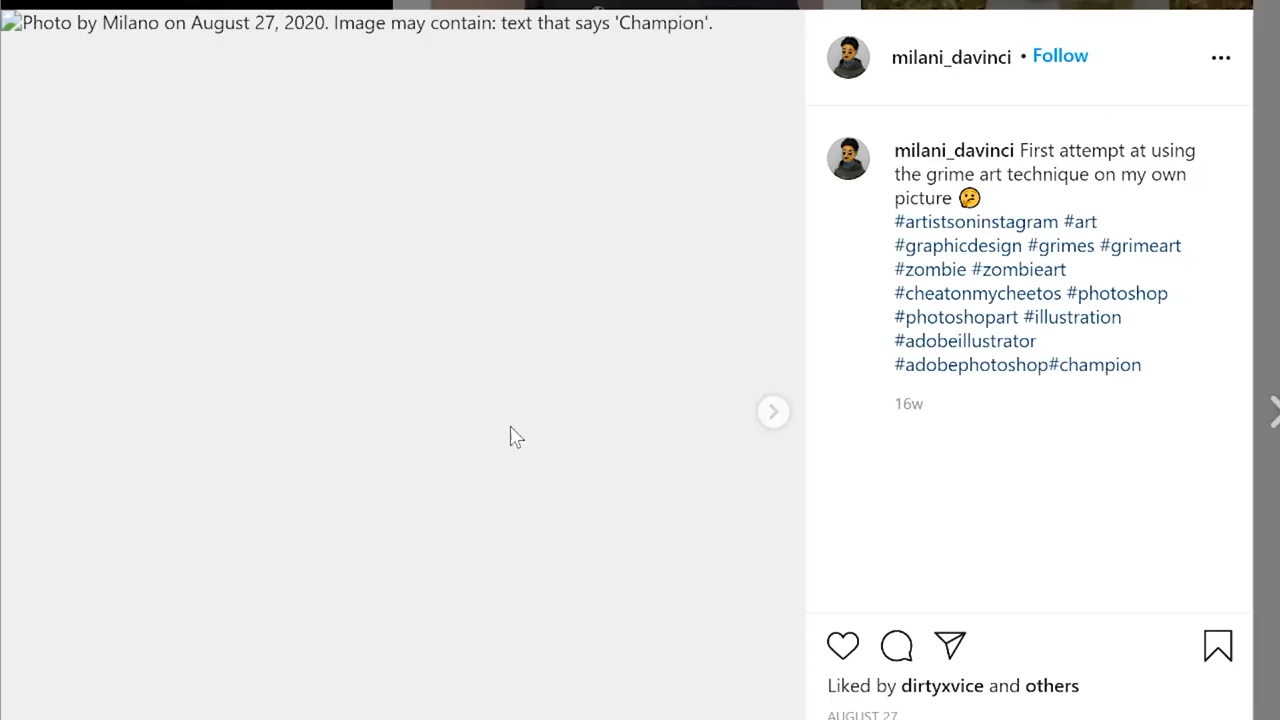 Photo by Milano on August 27, 2020. Image may contain: text that says 'Champion'.
milani_davinci • Follow
milani_davinci First attempt at using
the grime art technique on my own
picture 🤔
#artistsoninstagram #art
#graphicdesign #grimes #grimeart
#zombie #zombieart
#cheatonmycheetos #photoshop
#photoshopart #illustration
#adobeillustrator
#adobephotoshop#champion
16w
Liked by dirtyxvice and others
AUGUST 27